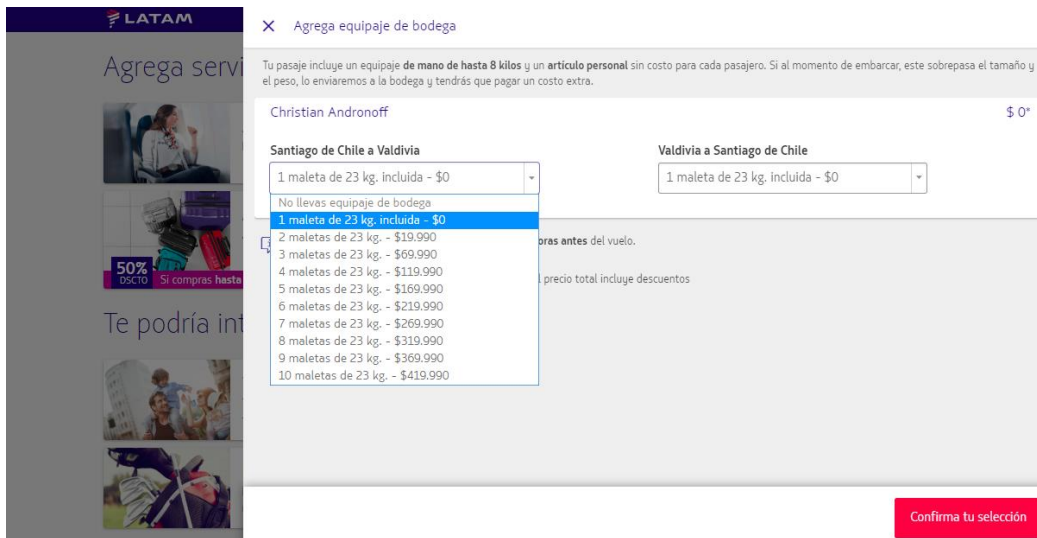 LATAM
Agrega equipaje de bodega
Agrega servi
Tu pasaje incluye un equipaje de mano de hasta 8 kilos y un artículo personal sin costo para cada pasajero. Si al momento de embarcar, este sobrepasa el tamaño y
el peso, lo enviaremos a la bodega y tendrás que pagar un costo extra.
Christian Andronoff $ 0*
Santiago de Chile a Valdivia
1 maleta de 23 kg. incluida - $0
Valdivia a Santiago de Chile
1 maleta de 23 kg. incluida - $0
No llevas equipaje de bodega
1 maleta de 23 kg. incluida - $0
2 maletas de 23 kg. - $19.990
3 maletas de 23 kg. - $69.990
4 maletas de 23 kg. - $119.990
5 maletas de 23 kg. - $169.990
6 maletas de 23 kg. - $219.990
7 maletas de 23 kg. - $269.990
8 maletas de 23 kg. - $319.990
9 maletas de 23 kg. - $369.990
10 maletas de 23 kg. - $419.990
oras antes del vuelo.
l precio total incluye descuentos
50%
DSCTO Si compras hasta
Te podría int
Confirma tu selección